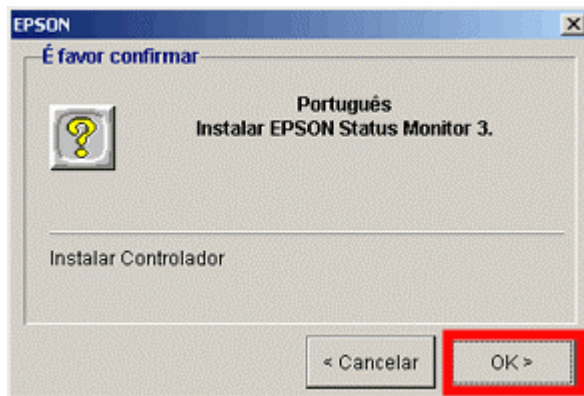 EPSON
É favor confirmar
Português
Instalar EPSON Status Monitor 3.
Instalar Controlador
< Cancelar
OK >